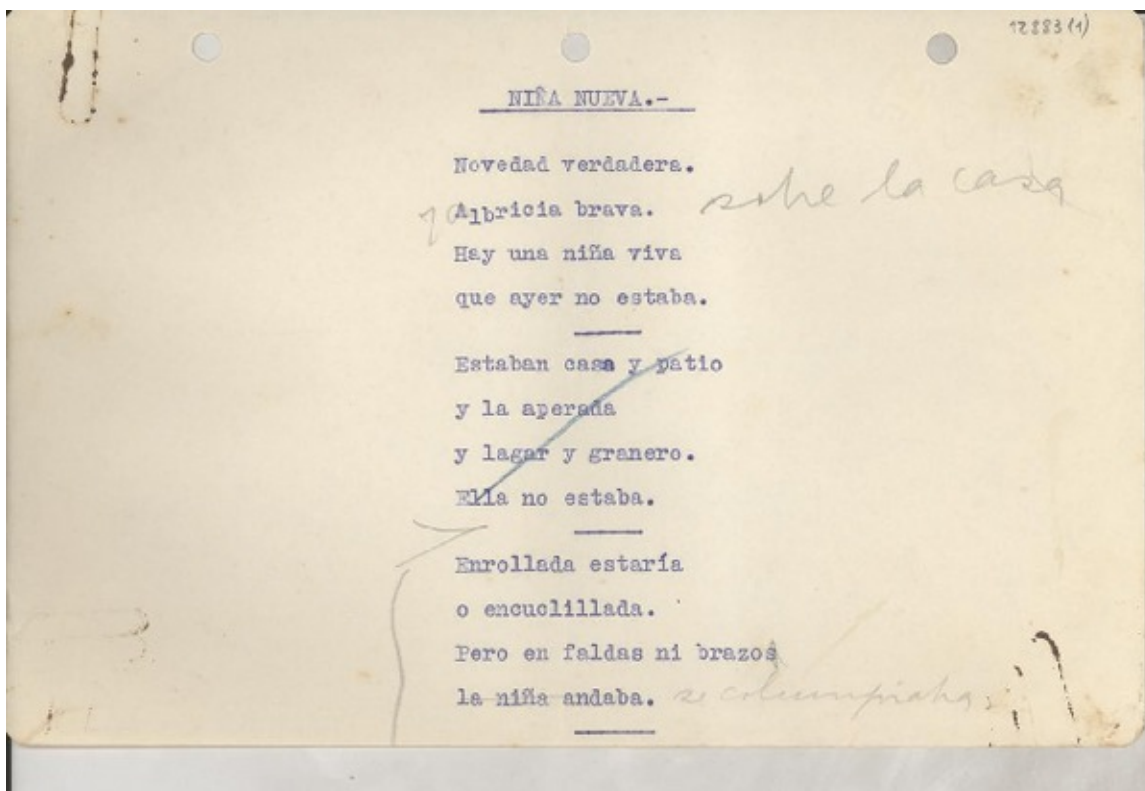 12883(1)
NIÑA NUEVA.-
Novedad verdadera.
Albricia brava. sobre la casa
Hay una niña viva
que ayer no estaba.
Estaban casa y patio
y la aperada
y lagar y granero.
Ella no estaba.
Enrollada estaría
o encuclillada.
Pero en faldas ni brazos
la niña andaba. se columpiaba.